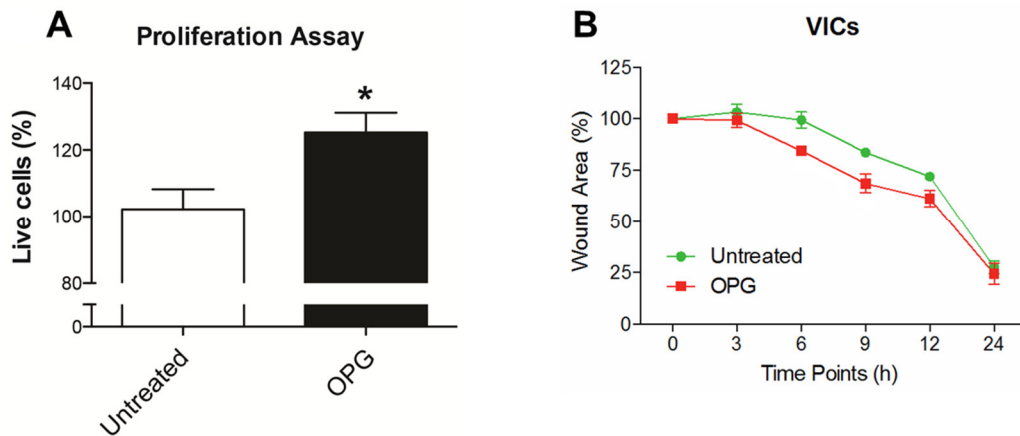 A
Proliferation Assay
Live cells (%)
140
120
100
80
0
*
Untreated
OPG
B
VICs
Wound Area (%)
125
100
75
50
25
0
Untreated
OPG
0 3 6 9 12 24
Time Points (h)